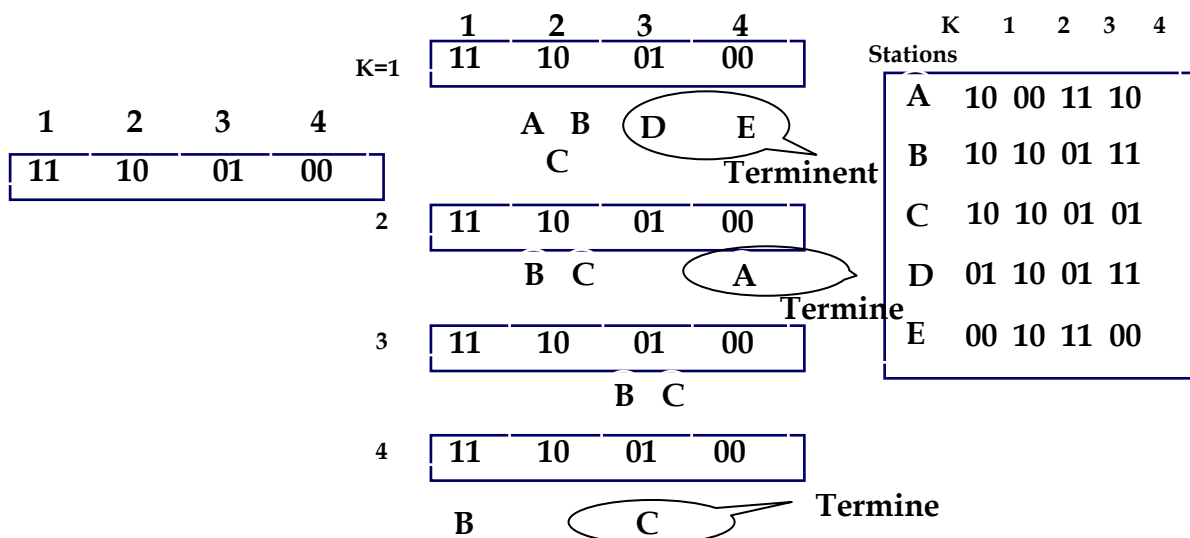 1 2 3 4
11 10 01 00
1 2 3 4
K=1 11 10 01 00
A B D E
C
Terminent
2 11 10 01 00
B C A
Termine
3 11 10 01 00
B C
4 11 10 01 00
B C
Termine
K 1 2 3 4
Stations
A 10 00 11 10
B 10 10 01 11
C 10 10 01 01
D 01 10 01 11
E 00 10 11 00